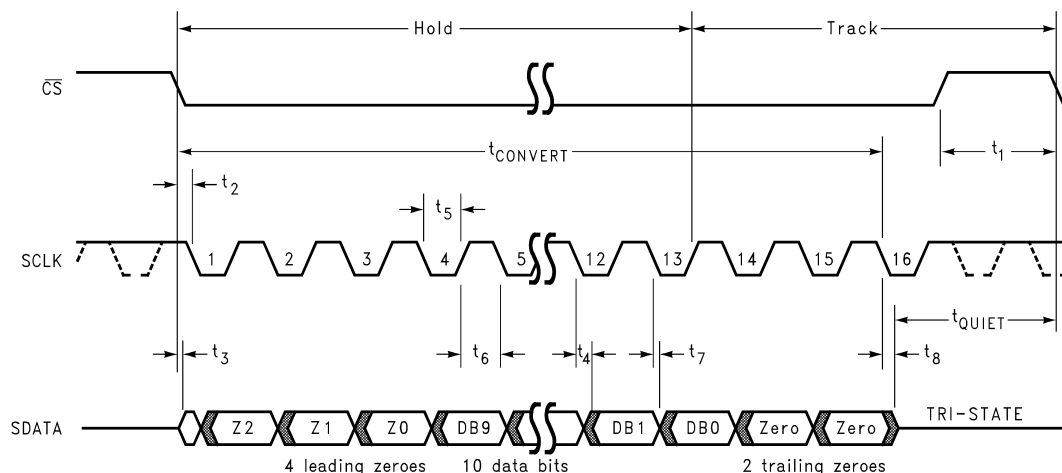 Hold Track
CS
tCONVERT t1
t2
t5
SCLK 1 2 3 4 5 12 13 14 15 16
tQUIET
t3 t6 t4 t7 t8
SDATA Z2 Z1 Z0 DB9 DB1 DB0 Zero Zero TRI-STATE
4 leading zeroes 10 data bits 2 trailing zeroes